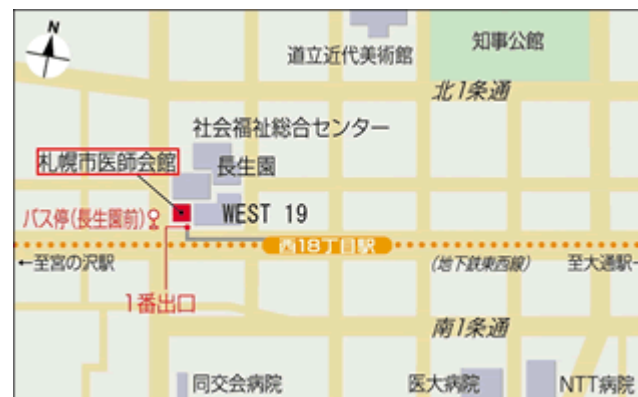 N
知事公館
道立近代美術館
北1条通
社会福祉総合センター
札幌市医師会館
長生園
バス停(長生園前)
WEST 19
西18丁目駅
←至宮の沢駅
(地下鉄東西線)
至大通駅→
1番出口
南1条通
同交会病院
医大病院
NTT病院